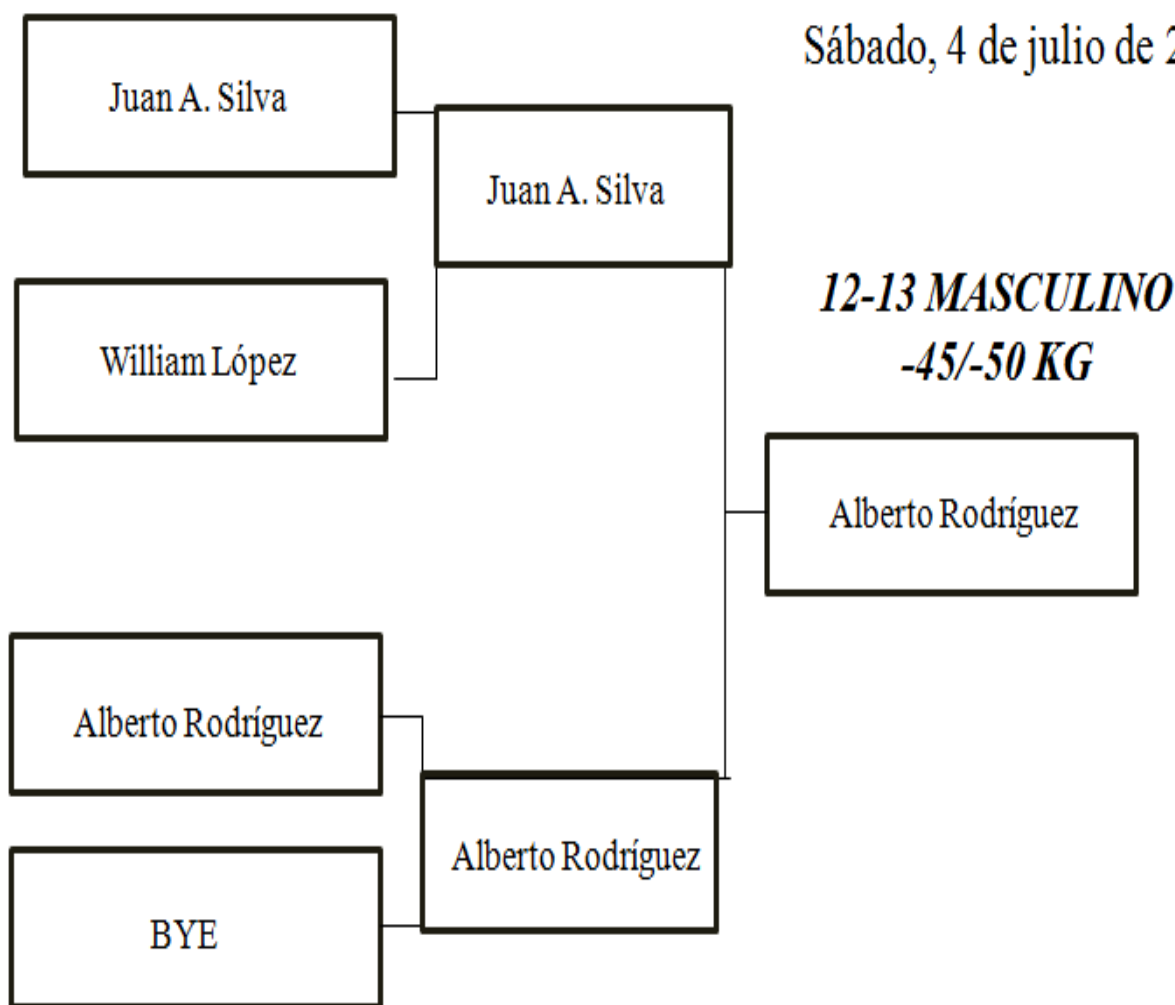 Sábado, 4 de julio de 2
Juan A. Silva
Juan A. Silva
William López
12-13 MASCULINO
-45/-50 KG
Alberto Rodríguez
Alberto Rodríguez
Alberto Rodríguez
BYE